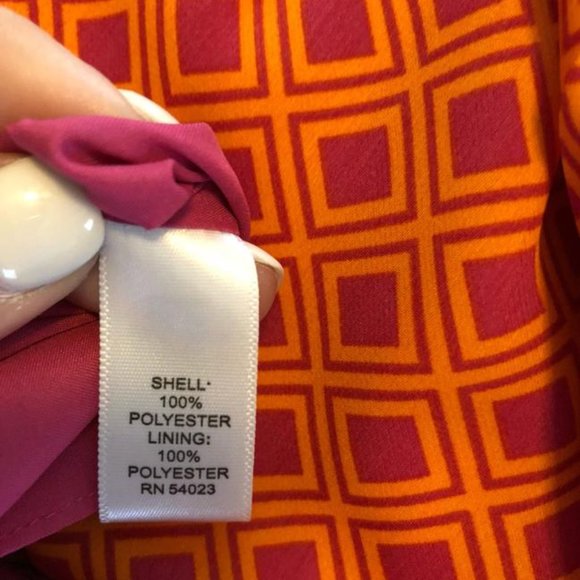 SHELL:
100%
POLYESTER
LINING:
100%
POLYESTER
RN 54023